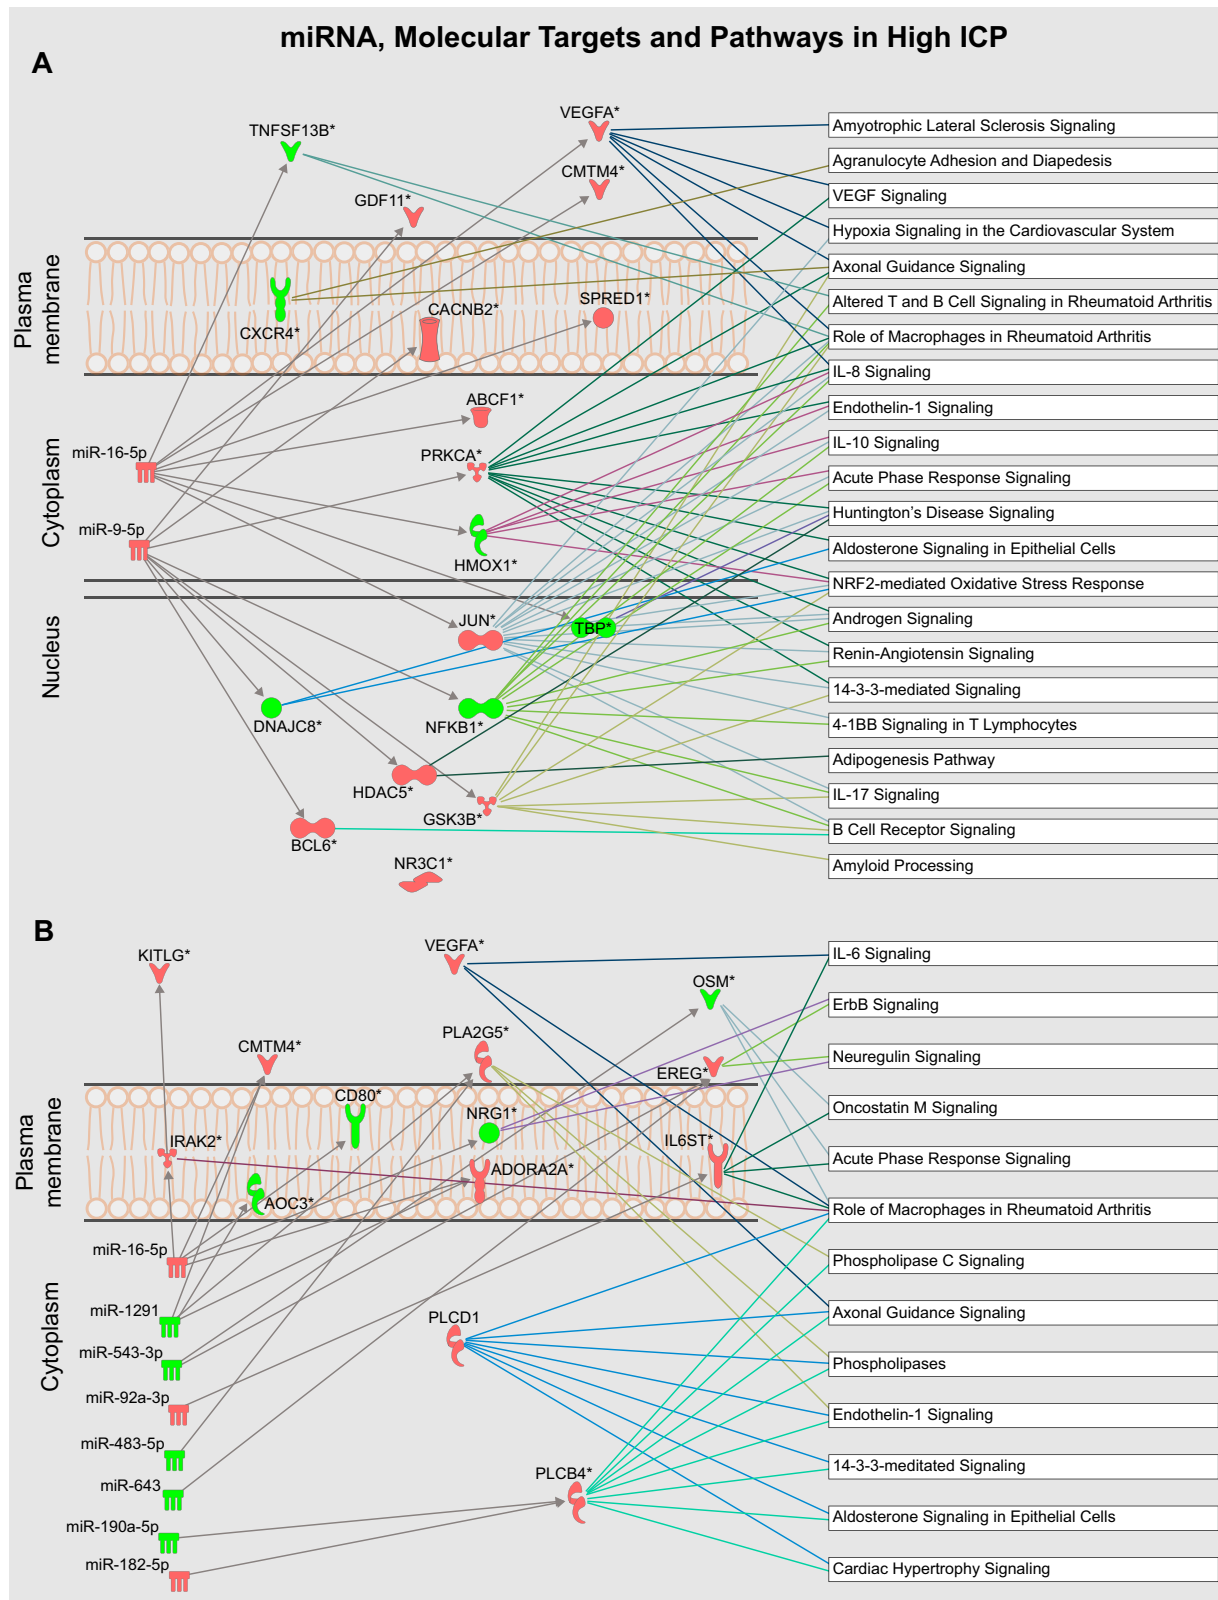 miRNA, Molecular Targets and Pathways in High ICP
A
VEGFA*
TNFSF13B*
CMTM4*
GDF11*
Plasma
membrane
CXCR4*
CACNB2*
SPRED1*
Cytoplasm
ABCF1*
miR-16-5p
PRKCA*
miR-9-5p
HMOX1*
Nucleus
JUN*
TBP*
DNAJC8*
NFKB1*
HDAC5*
GSK3B*
BCL6*
NR3C1*
Amyotrophic Lateral Sclerosis Signaling
Agranulocyte Adhesion and Diapedesis
VEGF Signaling
Hypoxia Signaling in the Cardiovascular System
Axonal Guidance Signaling
Altered T and B Cell Signaling in Rheumatoid Arthritis
Role of Macrophages in Rheumatoid Arthritis
IL-8 Signaling
Endothelin-1 Signaling
IL-10 Signaling
Acute Phase Response Signaling
Huntington’s Disease Signaling
Aldosterone Signaling in Epithelial Cells
NRF2-mediated Oxidative Stress Response
Androgen Signaling
Renin-Angiotensin Signaling
14-3-3-mediated Signaling
4-1BB Signaling in T Lymphocytes
Adipogenesis Pathway
IL-17 Signaling
B Cell Receptor Signaling
Amyloid Processing
B
KITLG*
VEGFA*
OSM*
CMTM4*
PLA2G5*
EREG*
Plasma
membrane
CD80*
NRG1*
IRAK2*
IL6ST*
ADORA2A*
AOC3*
Cytoplasm
miR-16-5p
miR-1291
PLCD1
miR-543-3p
miR-92a-3p
miR-483-5p
miR-643
PLCB4*
miR-190a-5p
miR-182-5p
IL-6 Signaling
ErbB Signaling
Neuregulin Signaling
Oncostatin M Signaling
Acute Phase Response Signaling
Role of Macrophages in Rheumatoid Arthritis
Phospholipase C Signaling
Axonal Guidance Signaling
Phospholipases
Endothelin-1 Signaling
14-3-3-meditated Signaling
Aldosterone Signaling in Epithelial Cells
Cardiac Hypertrophy Signaling